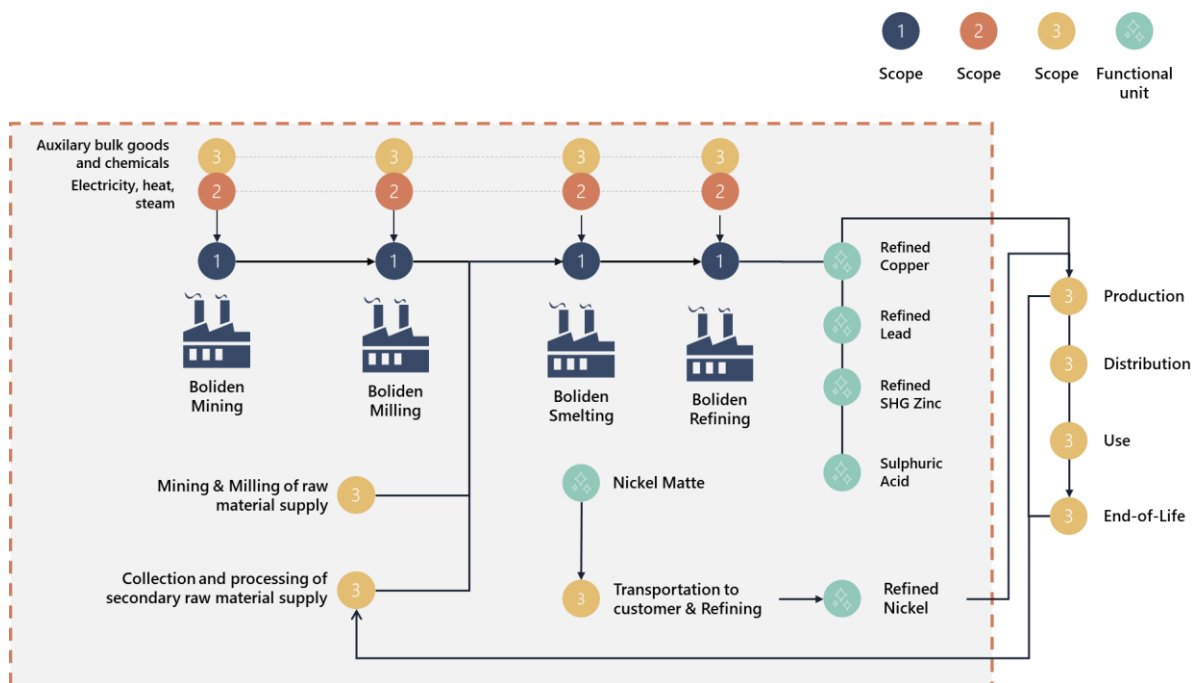 1
2
3
Scope
Scope
Scope
Functional
unit
Auxilary bulk goods
and chemicals
3
3
3
3
Electricity, heat,
steam
2
2
2
2
1
1
1
1
Boliden
Mining
Boliden
Milling
Boliden
Smelting
Boliden
Refining
Refined
Copper
Refined
Lead
Refined
SHG Zinc
Sulphuric
Acid
3
Production
3
Distribution
3
Use
3
End-of-Life
Mining & Milling of raw
material supply
3
Nickel Matte
Collection and processing of
secondary raw material supply
3
3
Transportation to
customer & Refining
Refined
Nickel